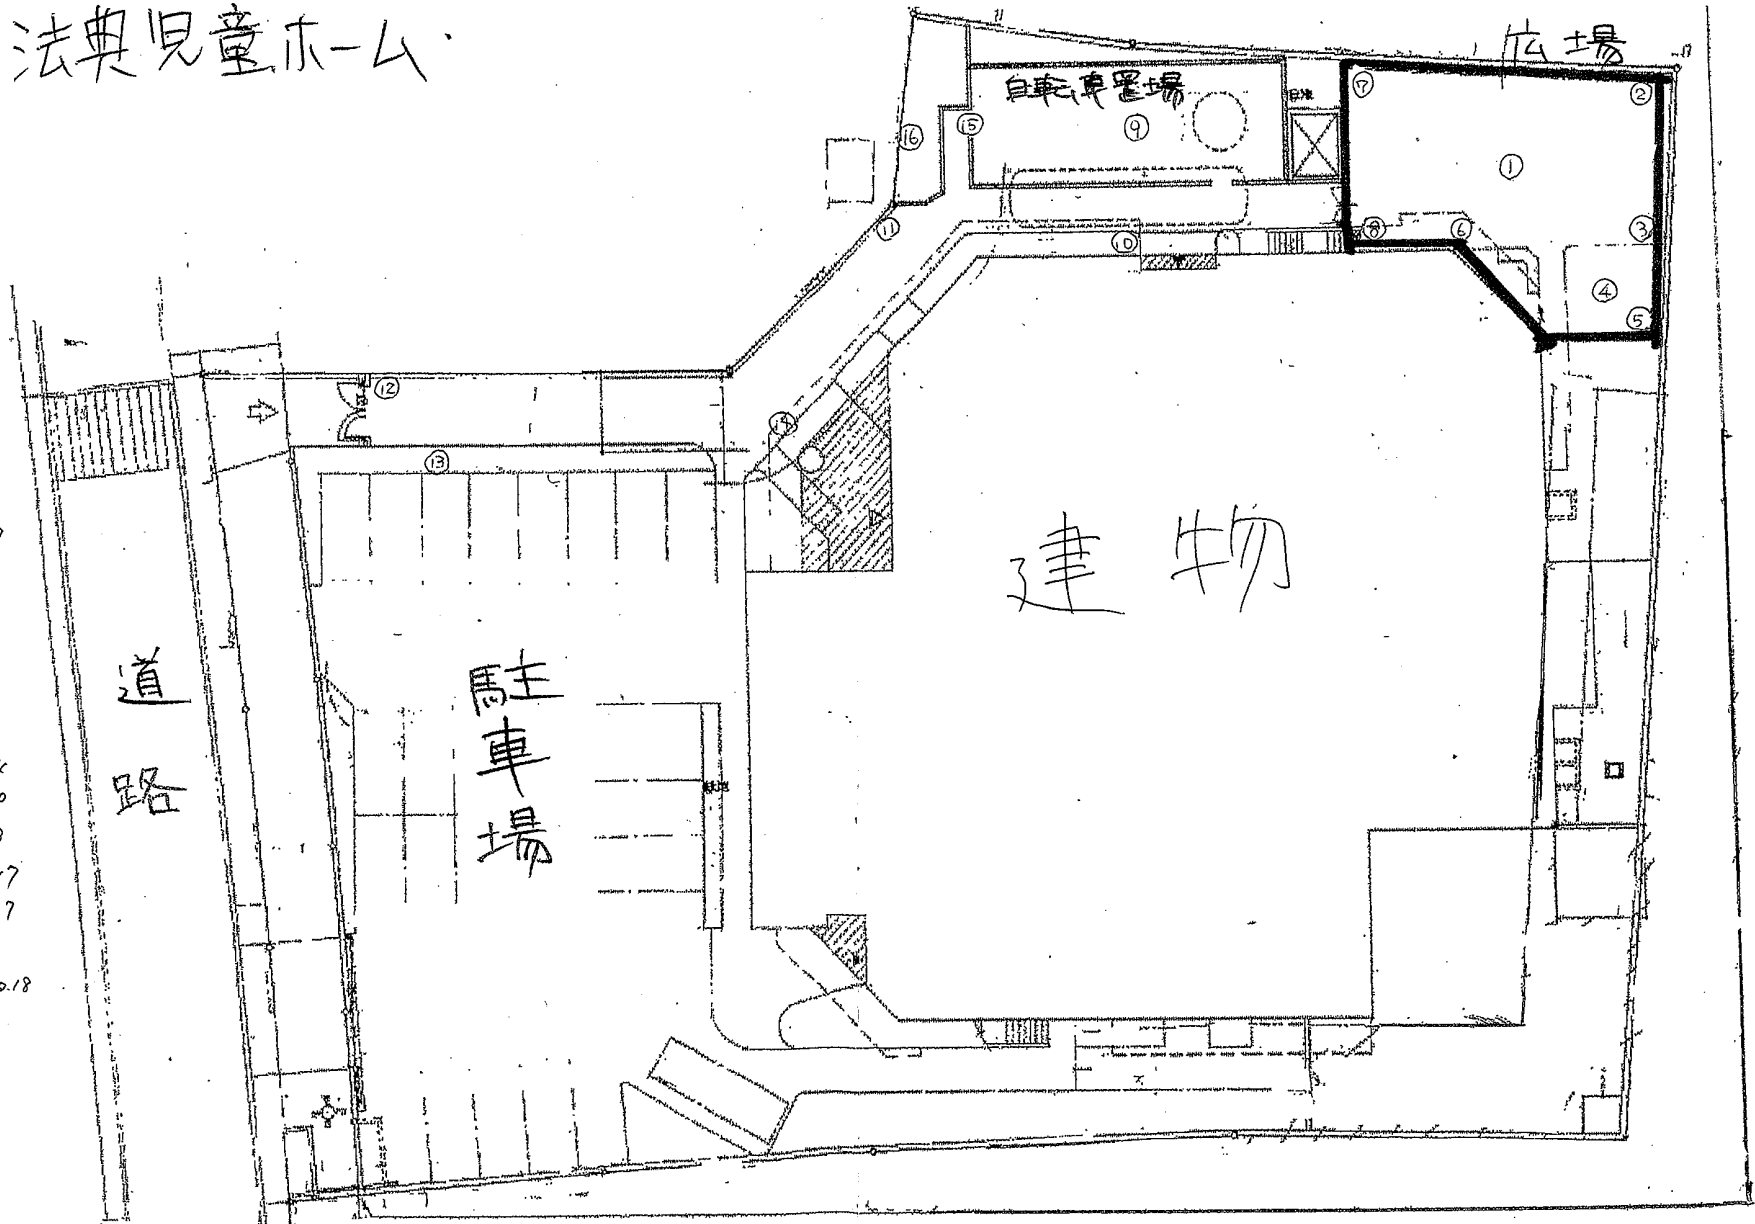 法典児童ホーム
広場
自転車置場
⑦
②
⑯
⑮
⑨
①
⑪
⑩
⑧
⑥
③
④
⑤
⑫
⑭
⑬
建物
道路
駐車場